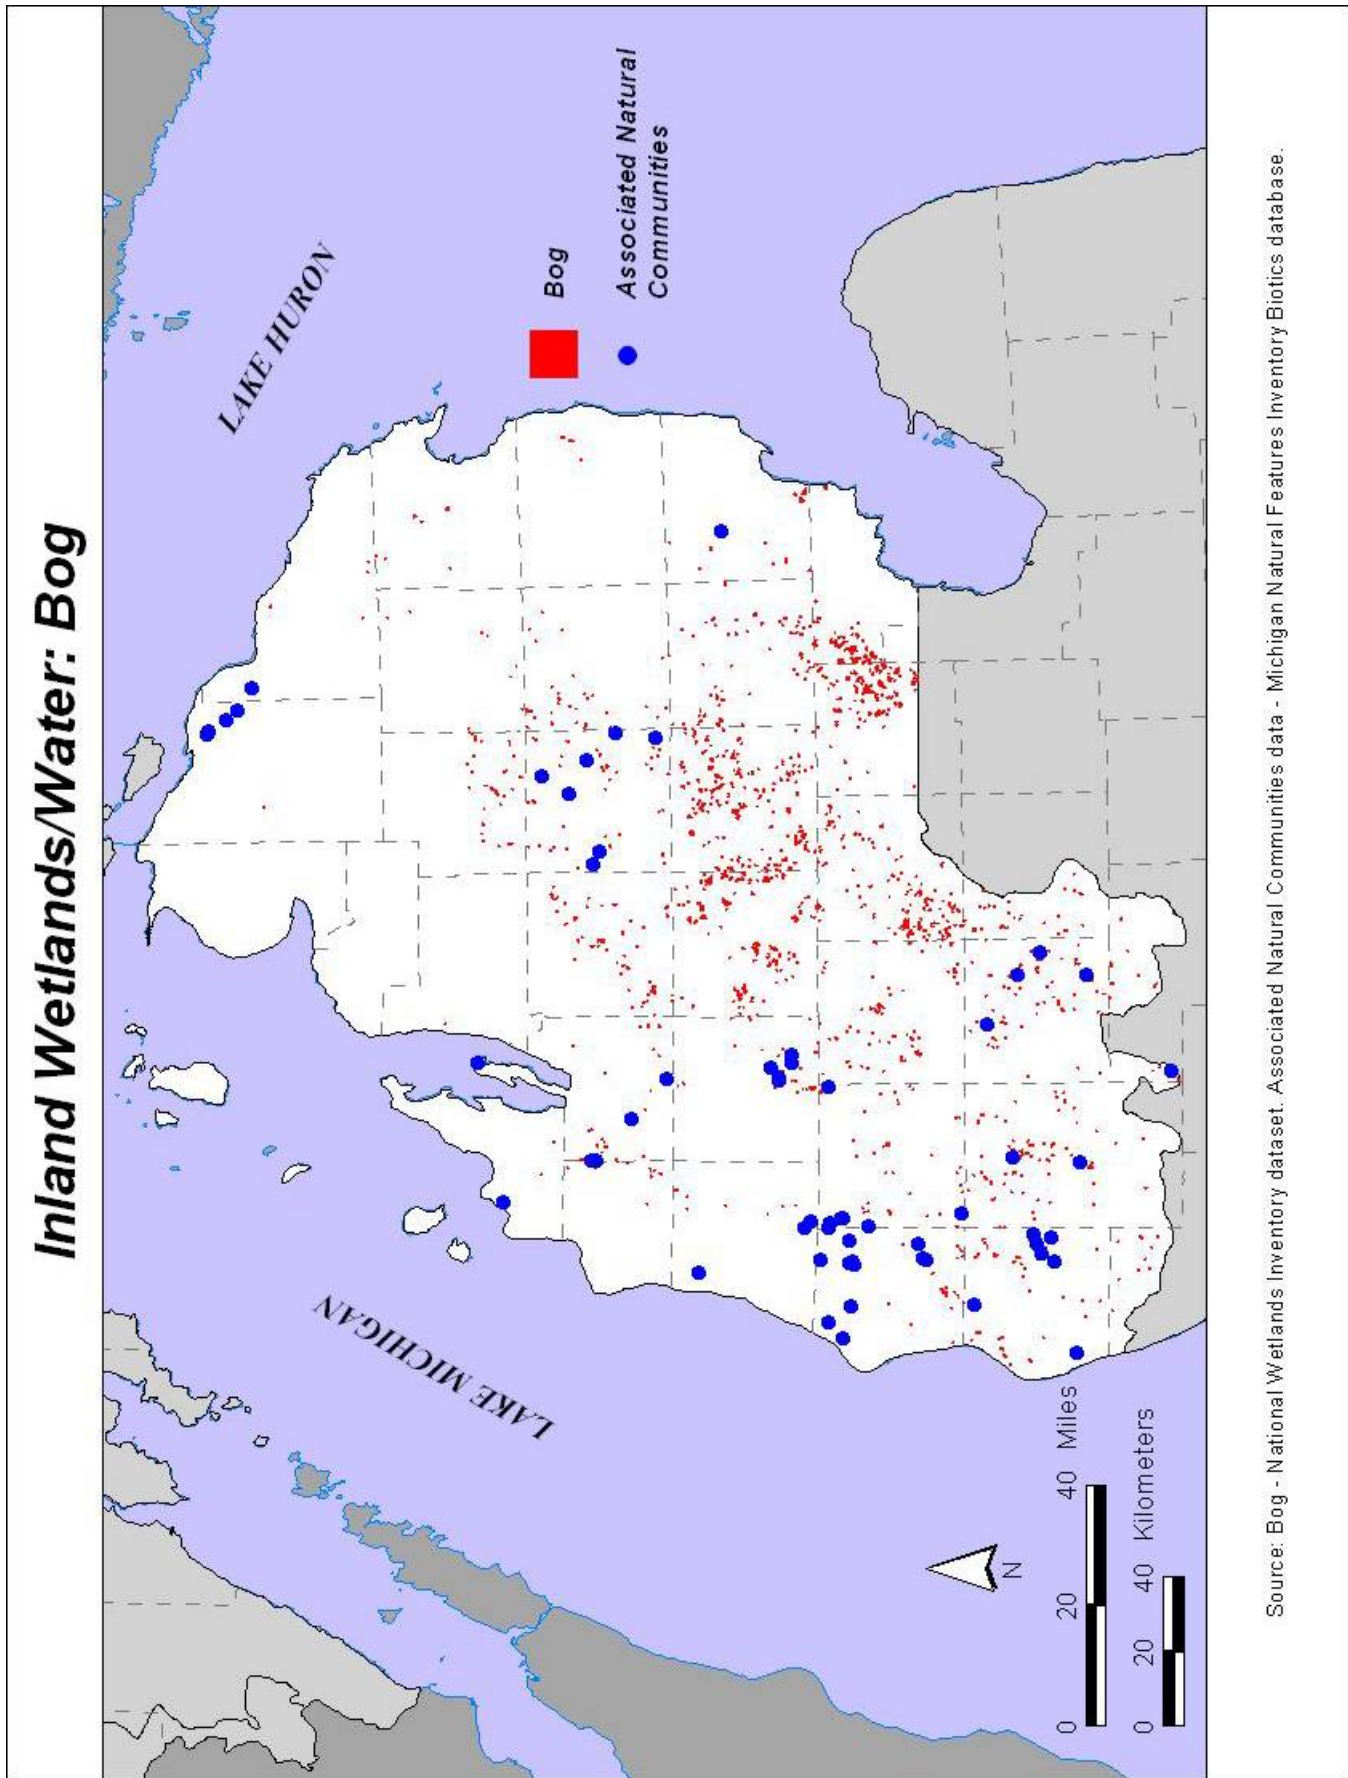 Inland Wetlands/Water: Bog
LAKE HURON
Bog
Associated Natural
Communities
LAKE MICHIGAN
N
0 20 40 Miles
0 20 40 Kilometers
Source: Bog - National Wetlands Inventory dataset. Associated Natural Communities data - Michigan Natural Features Inventory Biotics database.